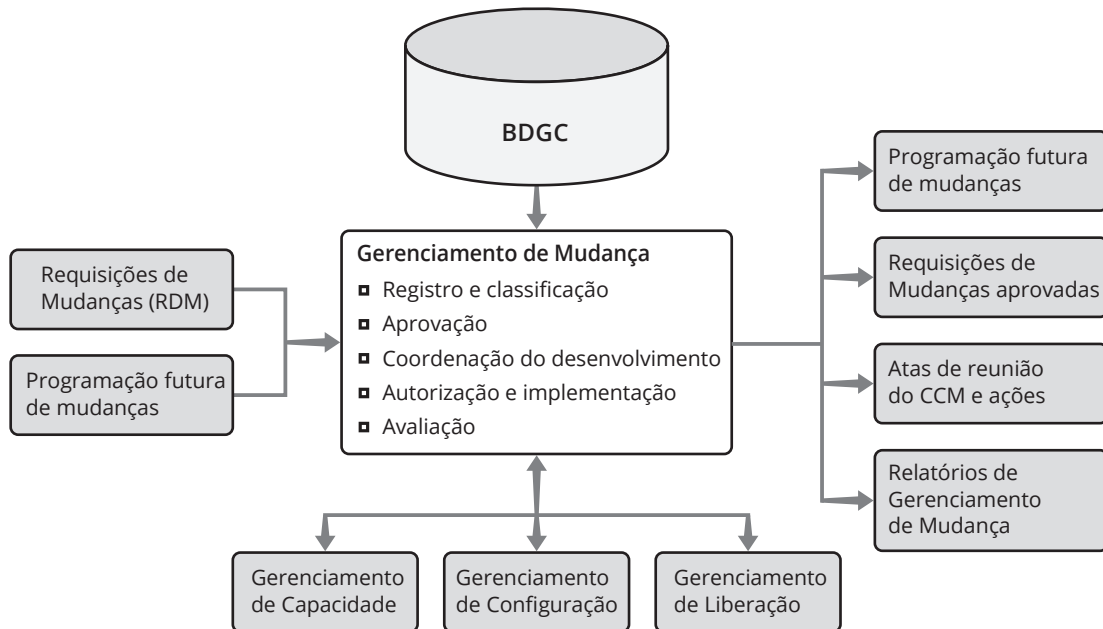 BDGC
Requisições de
Mudanças (RDM)
Programação futura
de mudanças
Gerenciamento de Mudança
Registro e classificação
Aprovação
Coordenação do desenvolvimento
Autorização e implementação
Avaliação
Programação futura
de mudanças
Requisições de
Mudanças aprovadas
Atas de reunião
do CCM e ações
Relatórios de
Gerenciamento
de Mudança
Gerenciamento
de Capacidade
Gerenciamento
de Configuração
Gerenciamento
de Liberação